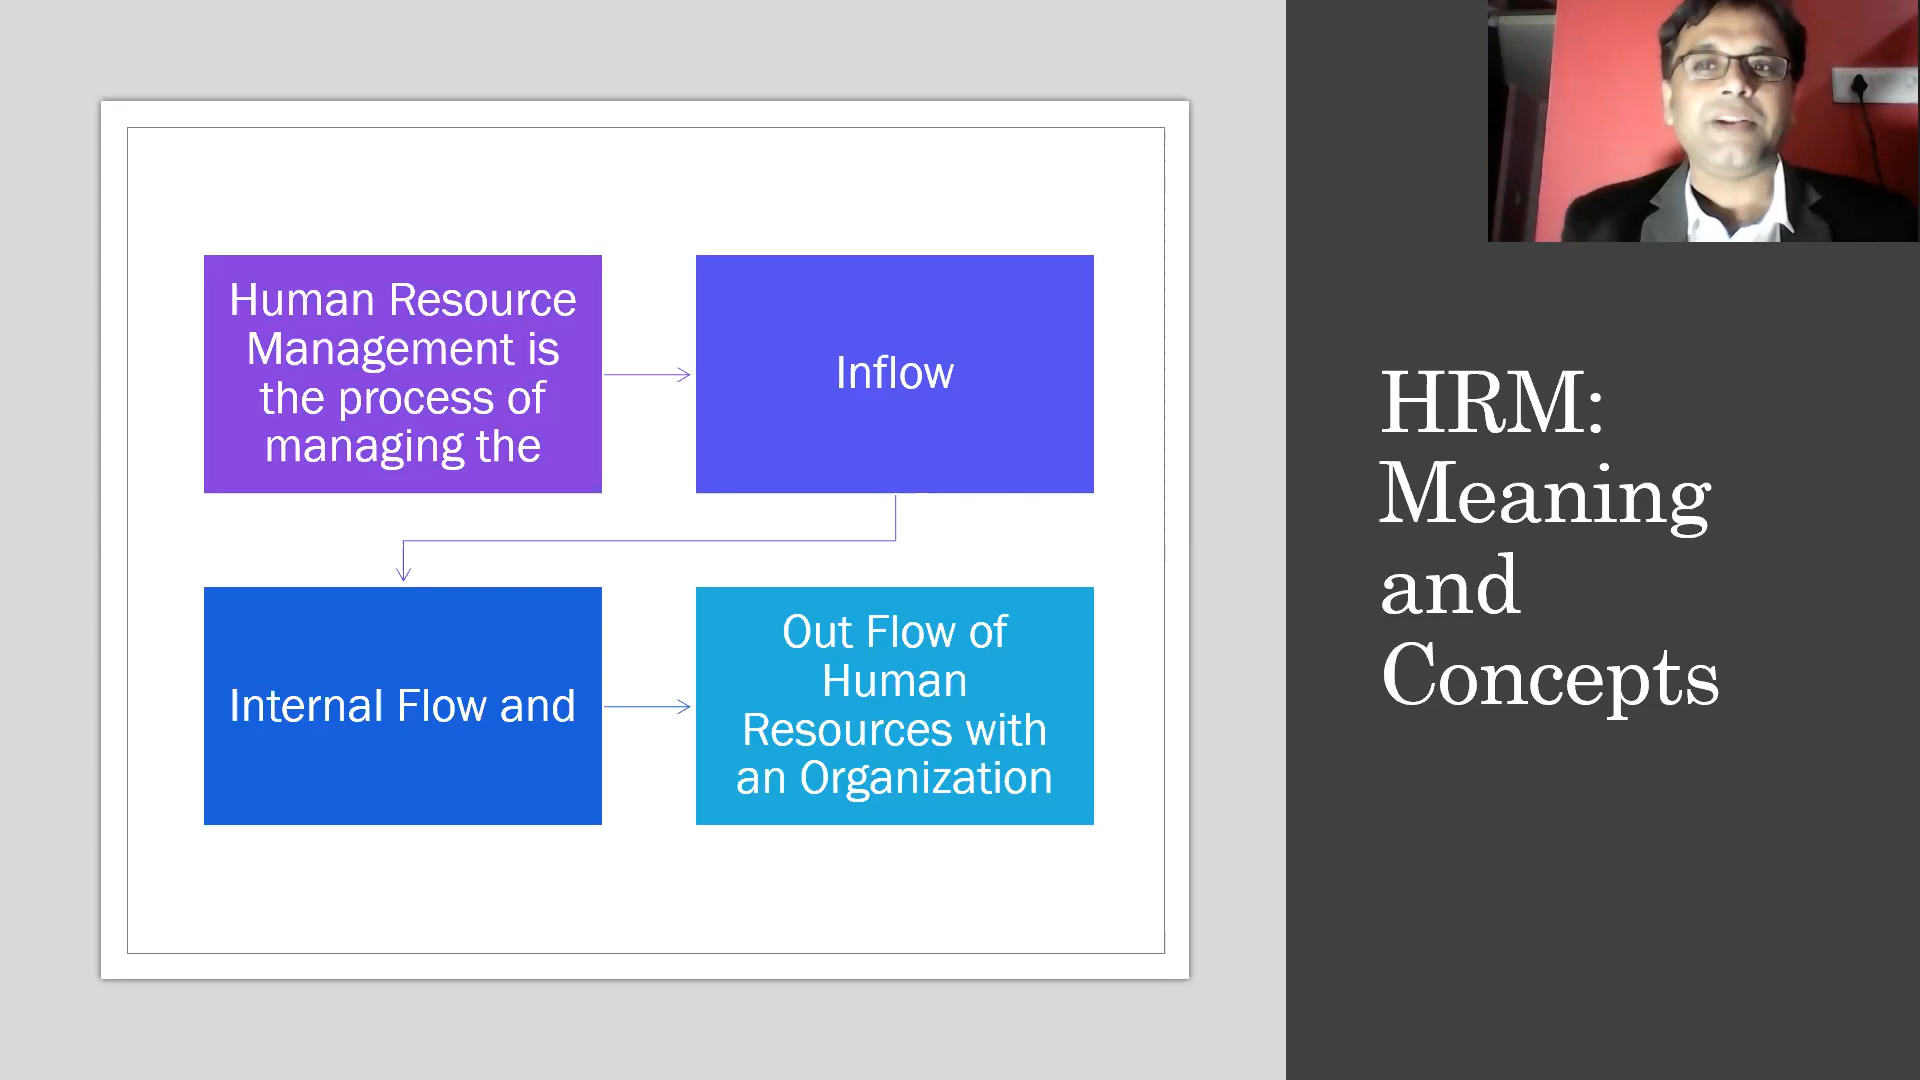 Human Resource
Management is
the process of
managing the
Inflow
Internal Flow and
Out Flow of
Human
Resources with
an Organization
HRM:
Meaning
and
Concepts